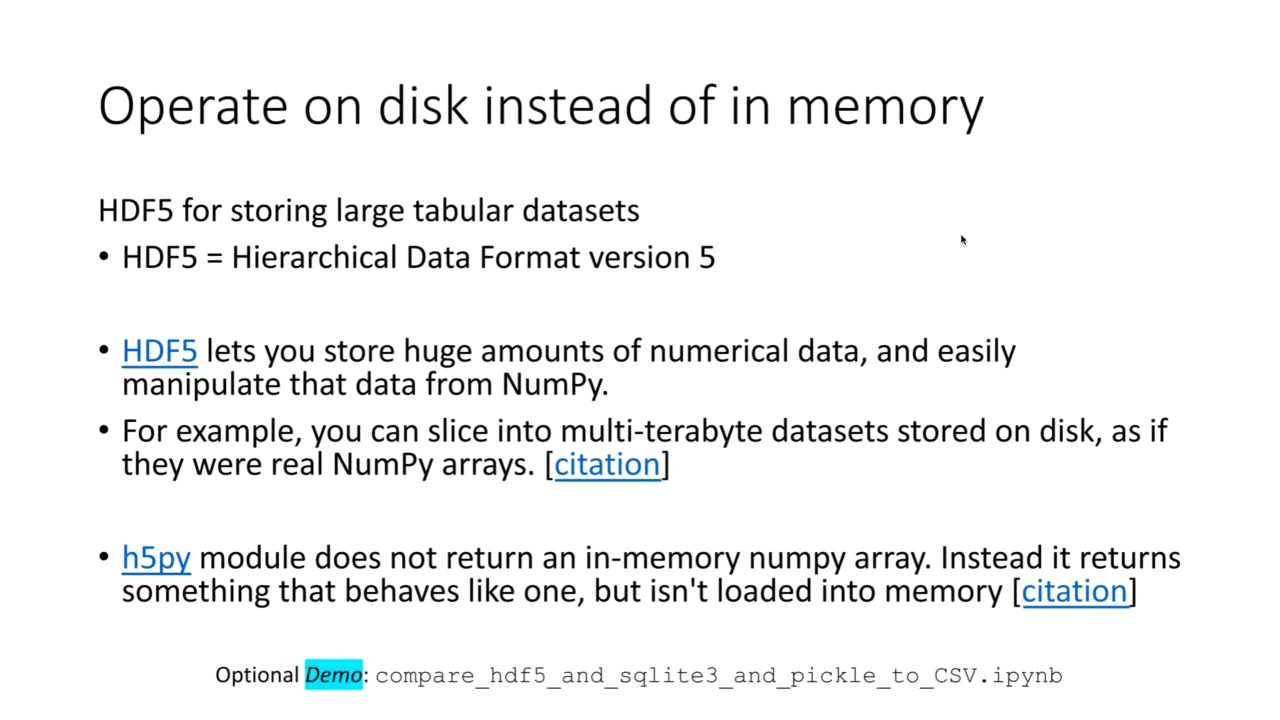 Operate on disk instead of in memory
HDF5 for storing large tabular datasets
• HDF5 = Hierarchical Data Format version 5
• HDF5 lets you store huge amounts of numerical data, and easily
manipulate that data from NumPy.
• For example, you can slice into multi-terabyte datasets stored on disk, as if
they were real NumPy arrays. [citation]
• h5py module does not return an in-memory numpy array. Instead it returns
something that behaves like one, but isn't loaded into memory [citation]
Optional Demo: compare_hdf5_and_sqlite3_and_pickle_to_CSV.ipynb